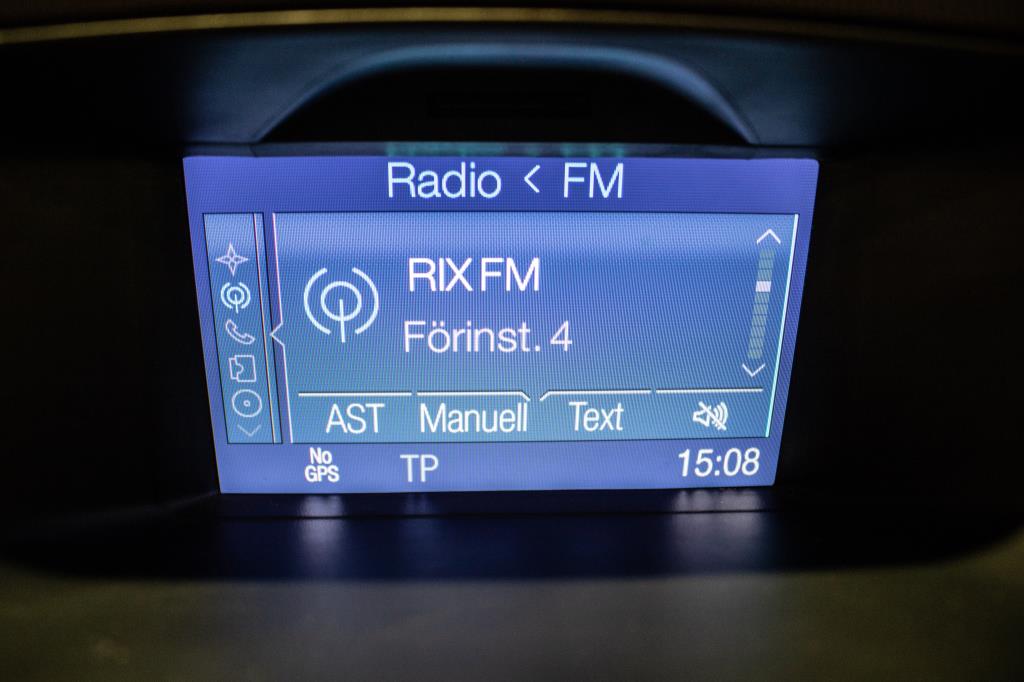 Radio < FM
RIX FM
Förinst. 4
AST Manuell Text
No GPS TP 15:08